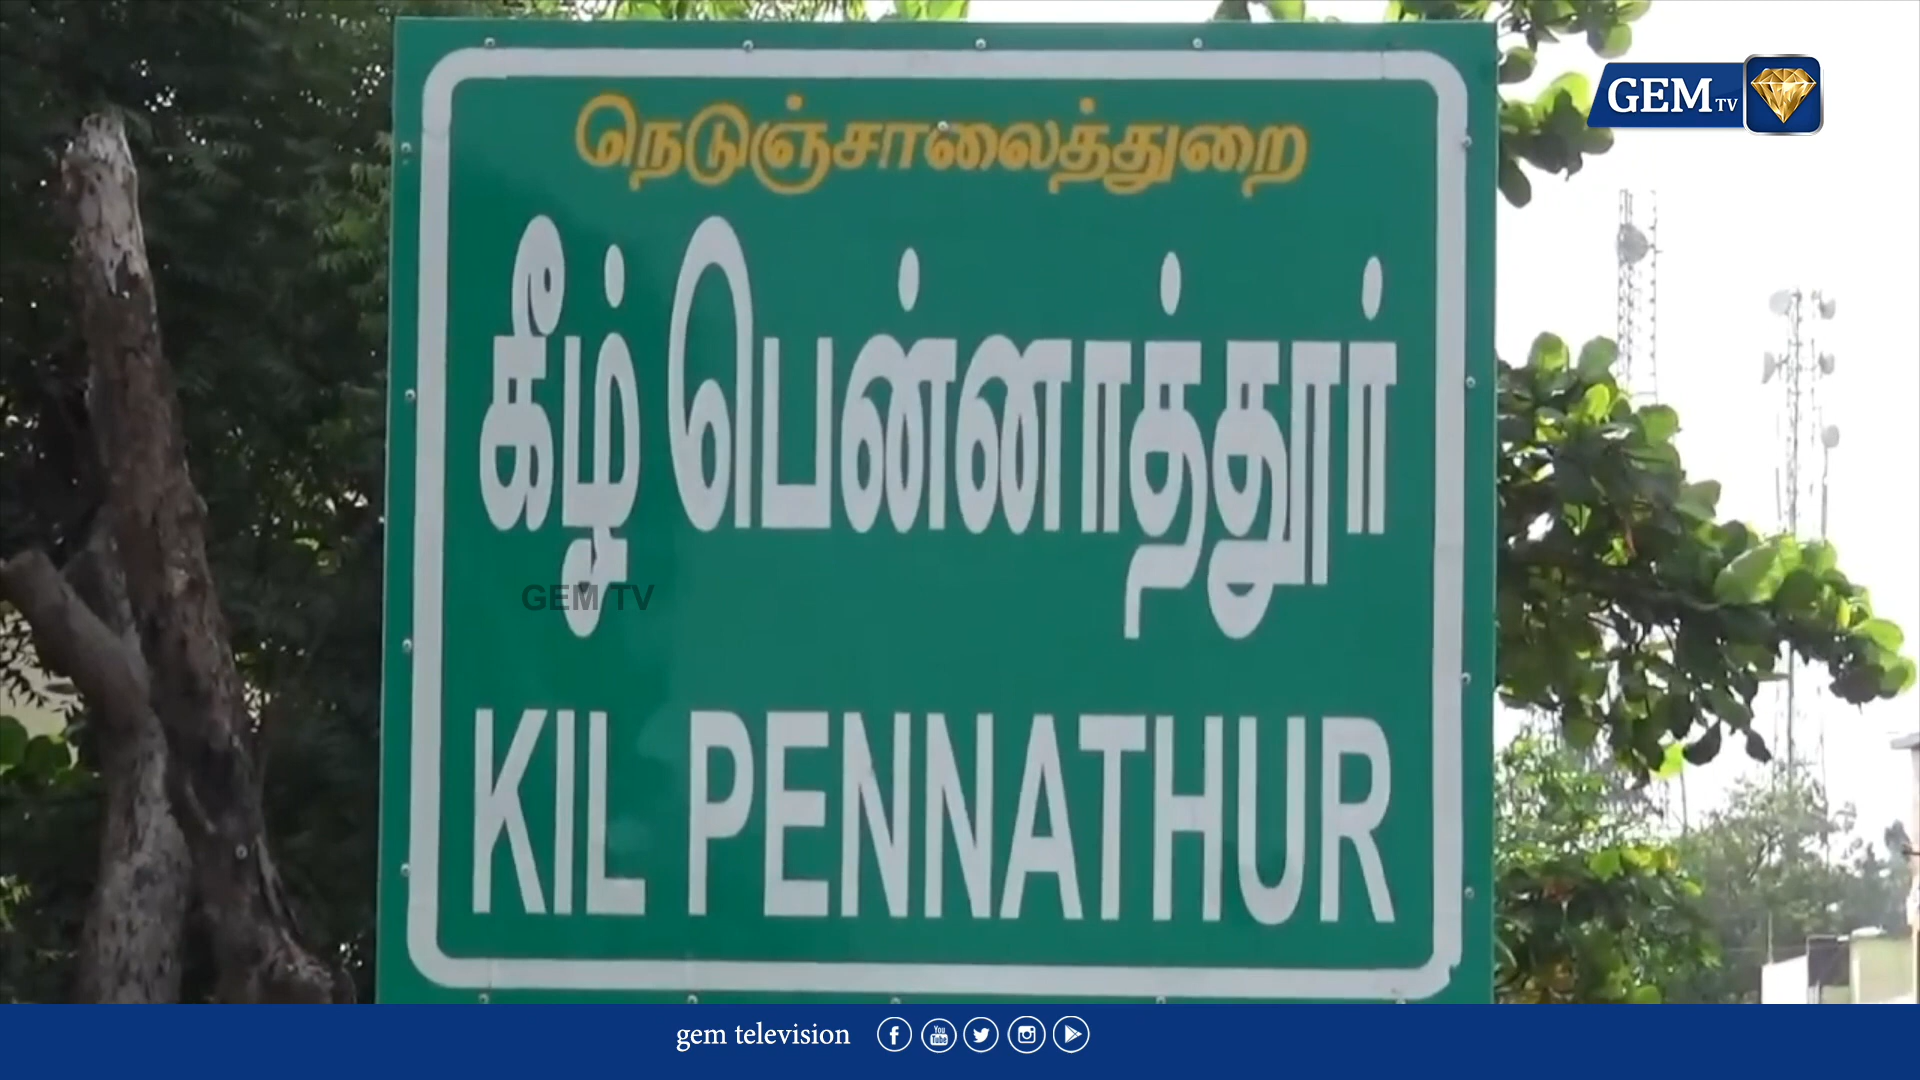 GEM TV
நெடுஞ்சாலைத்துறை
கீழ் பென்னாத்தூர்
GEM TV
KIL PENNATHUR
gem television